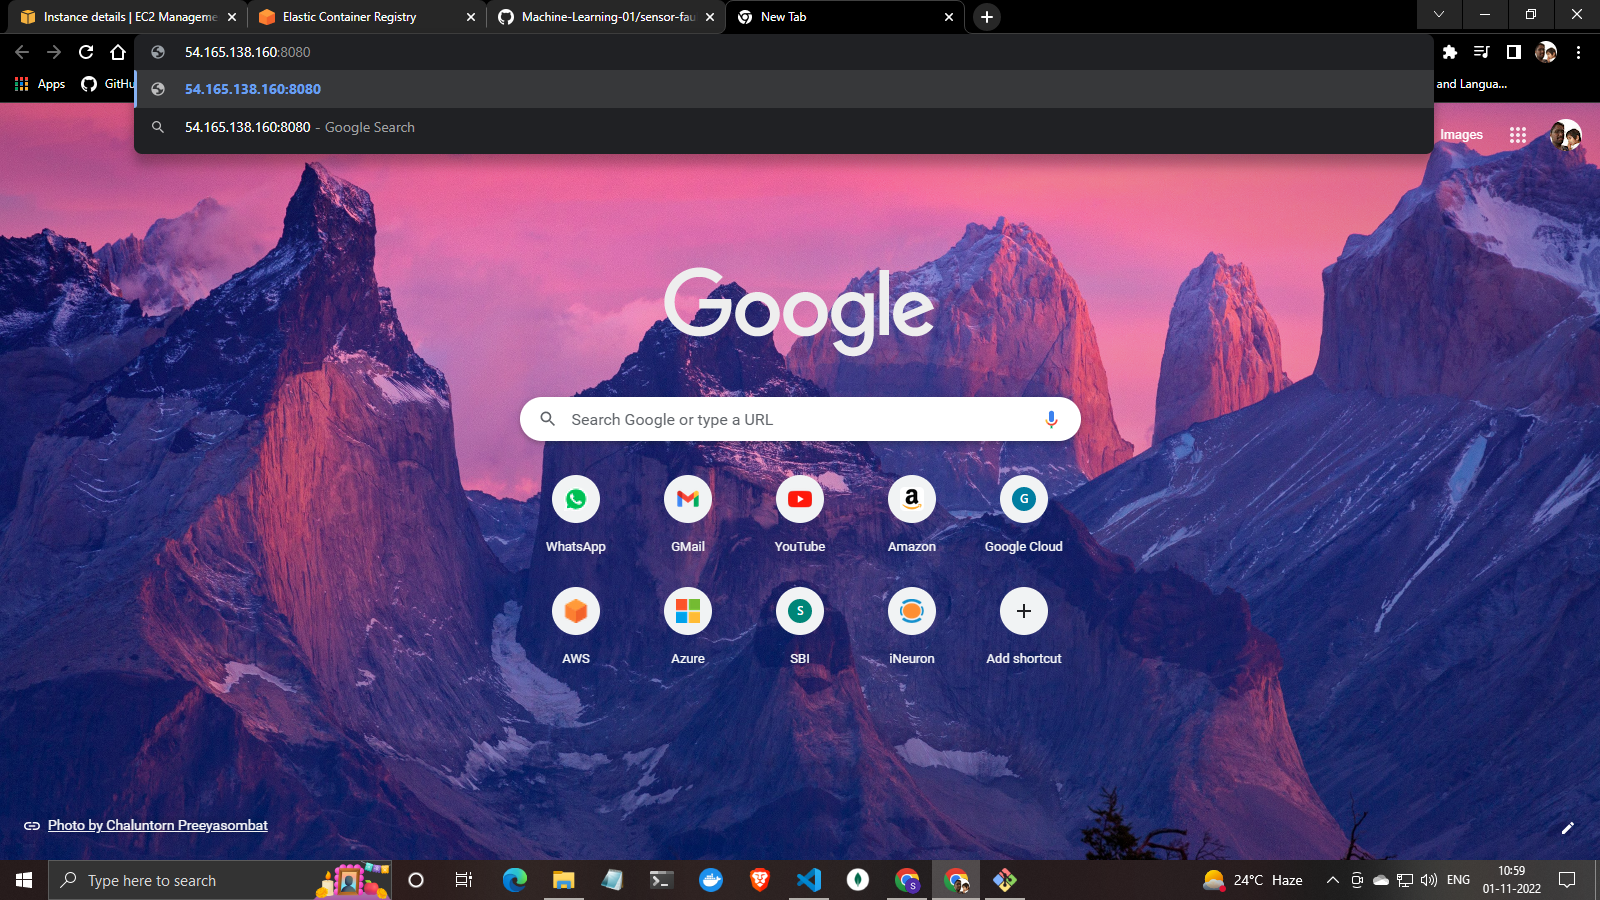 Instance details | EC2 Manageme
Elastic Container Registry
Machine-Learning-01/sensor-fau
New Tab
54.165.138.160:8080
Apps
GitHu
54.165.138.160:8080
and Langua...
54.165.138.160:8080 - Google Search
Images
Google
Search Google or type a URL
G
WhatsApp
GMail
YouTube
Amazon
Google Cloud
S
AWS
Azure
SBI
iNeuron
Add shortcut
Photo by Chaluntorn Preeyasombat
Type here to search
S
24°C Haze
ENG
10:59
01-11-2022